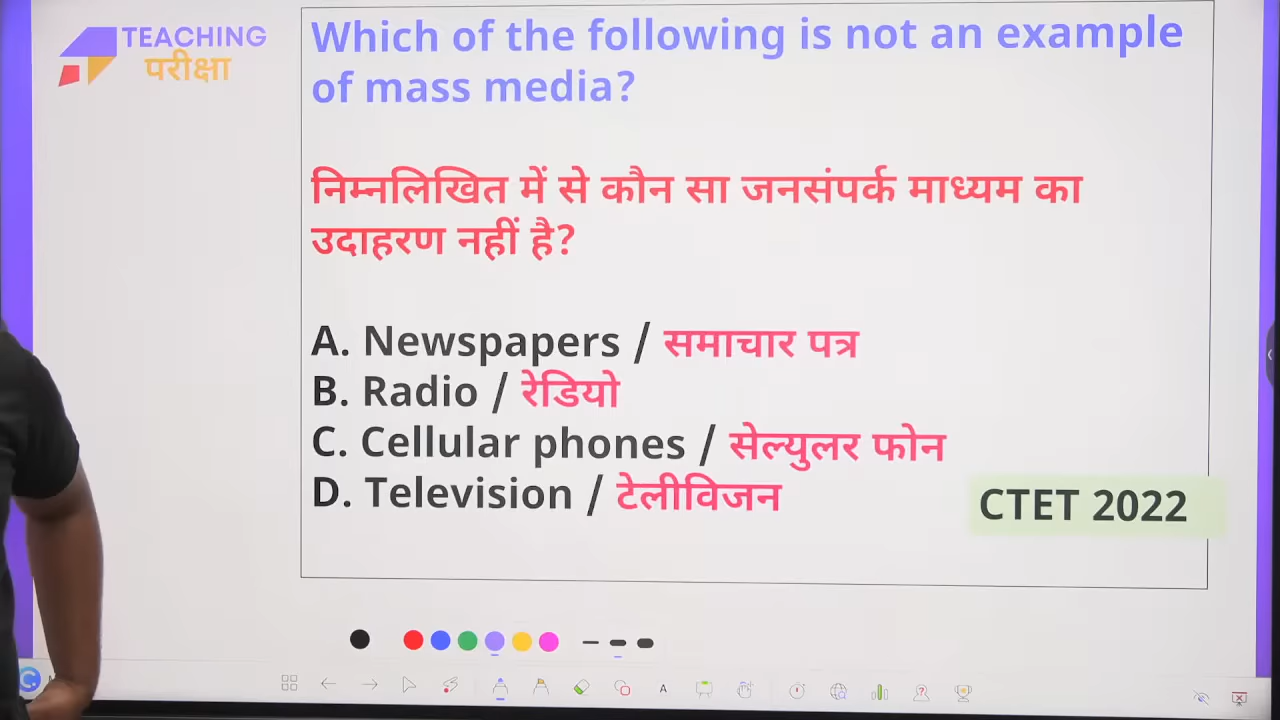 TEACHING
परीक्षा
Which of the following is not an example
of mass media?
निम्नलिखित में से कौन सा जनसंपर्क माध्यम का
उदाहरण नहीं है?
A. Newspapers / समाचार पत्र
B. Radio / रेडियो
C. Cellular phones / सेल्युलर फोन
D. Television / टेलीविजन
CTET 2022